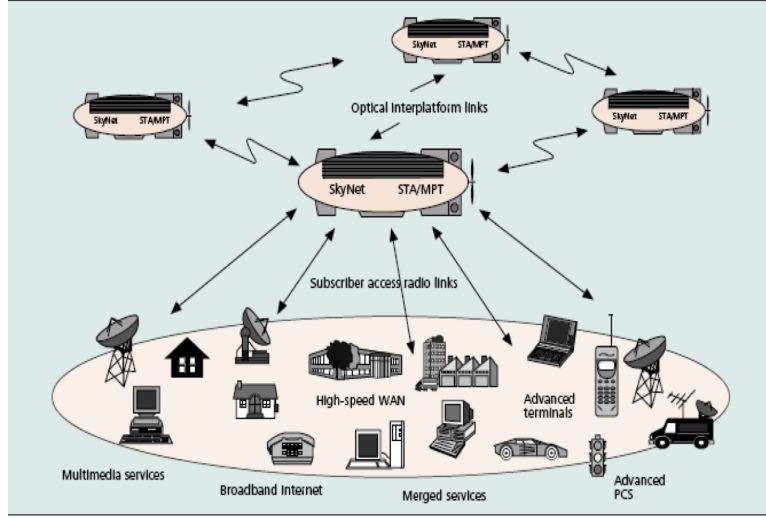 SkyNet STA/MPT
SkyNet STA/MPT
SkyNet STA/MPT
Optical Interplatform links
SkyNet STA/MPT
Subscriber access radio links
High-speed WAN
Advanced
terminals
Multimedia services
Broadband Internet
Merged services
Advanced
PCS